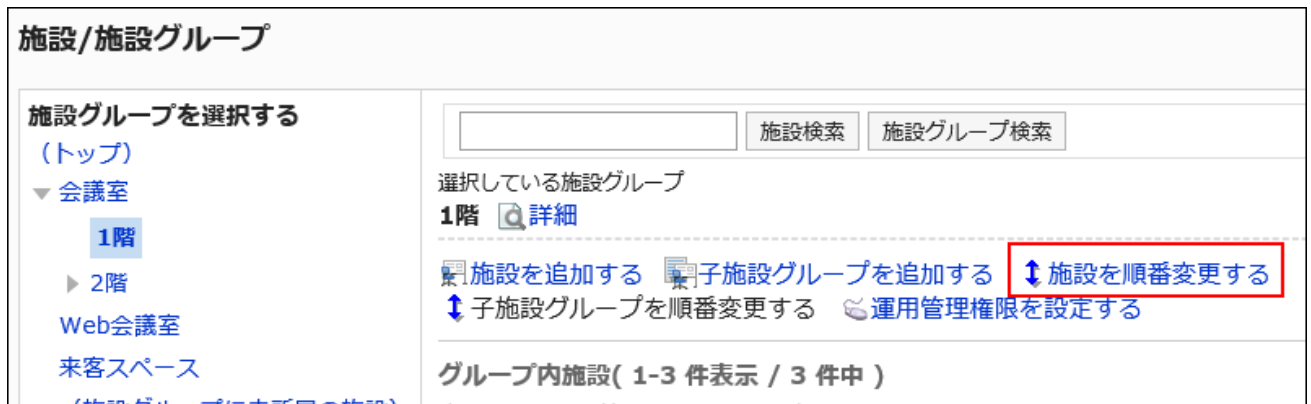 施設/施設グループ
施設グループを選択する
（トップ）
会議室
1階
2階
Web会議室
来客スペース
施設検索
施設グループ検索
選択している施設グループ
1階 詳細
施設を追加する 子施設グループを追加する 施設を順番変更する
子施設グループを順番変更する 運用管理権限を設定する
グループ内施設( 1-3 件表示 / 3 件中 )